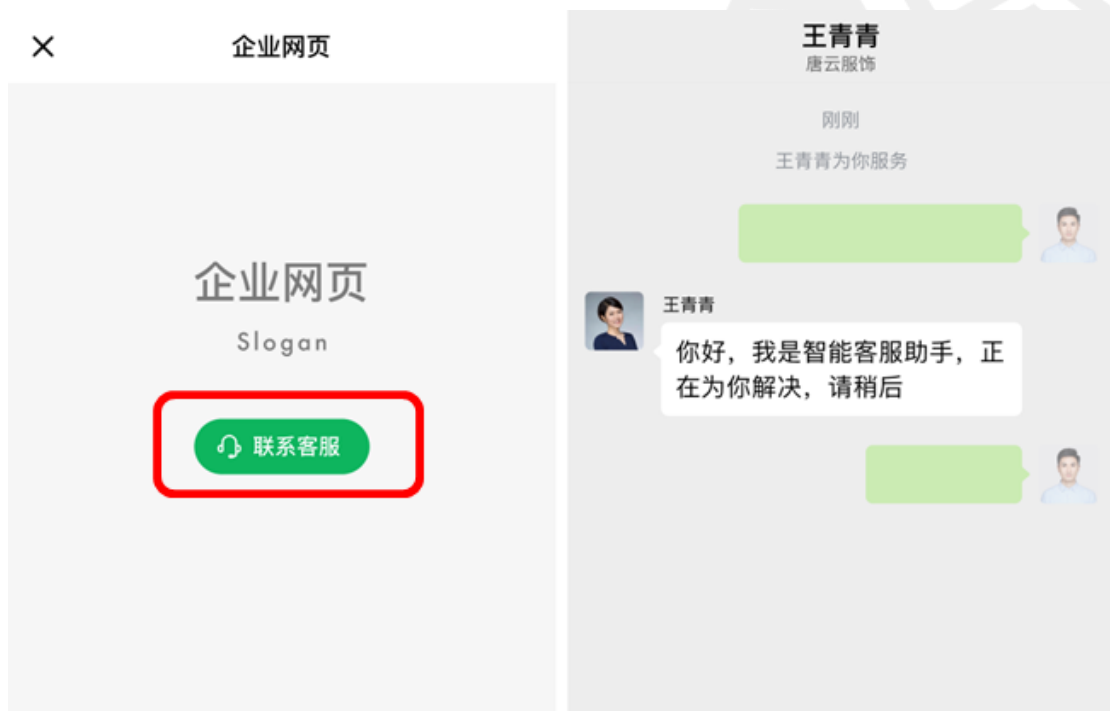 企业网页
企业网页
Slogan
联系客服
王青青
唐云服饰
刚刚
王青青为你服务
王青青
你好，我是智能客服助手，正
在为你解决，请稍后